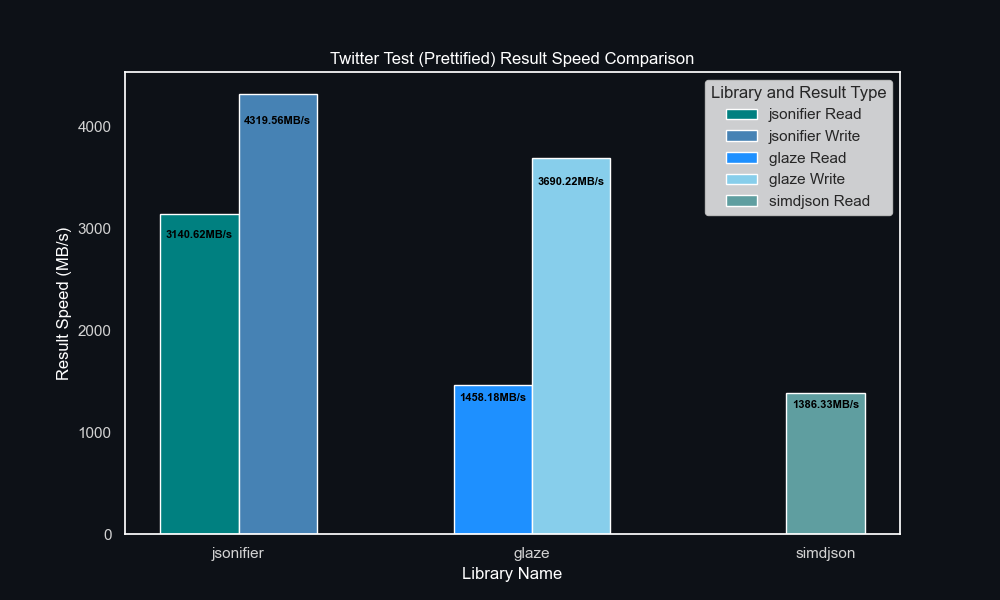 Twitter Test (Prettified) Result Speed Comparison
Library and Result Type
jsonifier Read
jsonifier Write
glaze Read
glaze Write
simdjson Read
4319.56MB/s
3690.22MB/s
3140.62MB/s
1458.18MB/s
1386.33MB/s
Result Speed (MB/s)
4000
3000
2000
1000
0
jsonifier
glaze
simdjson
Library Name